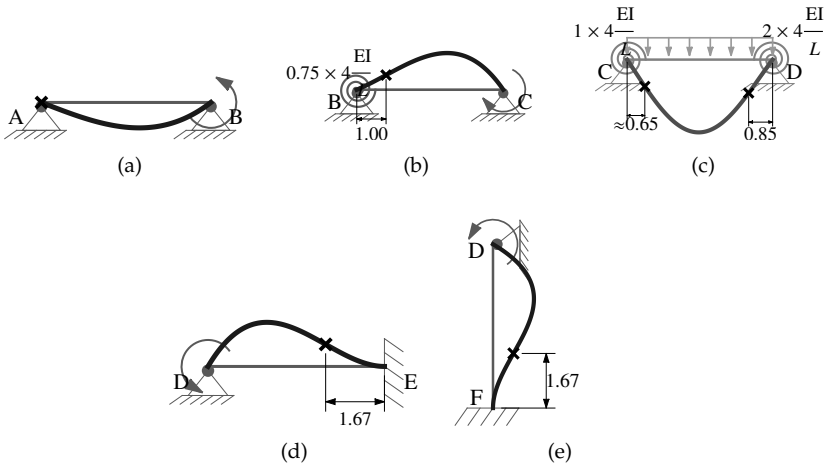 A B
(a)
0.75 × 4 EI/L
B C
1.00
(b)
1 × 4 EI/L 2 × 4 EI/L
C D
≈0.65 0.85
(c)
D E
1.67
(d)
D
F
1.67
(e)